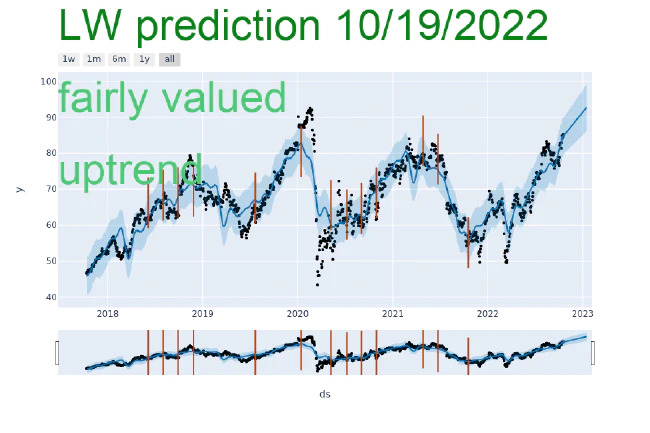 LW prediction 10/19/2022
1w 1m 6m 1y all
fairly valued
uptrend
100
90
80
70
60
50
40
y
2018 2019 2020 2021 2022 2023
ds